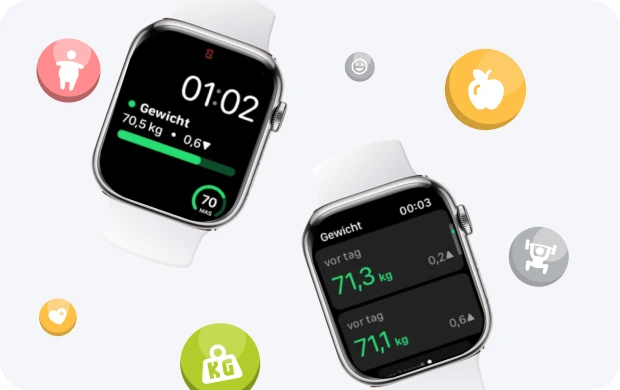 01:02
Gewicht
70,5 kg • 0,6▼
70
MAS
00:03
Gewicht
vor tag
71,3 kg 0,2▲
vor tag
71,1 kg 0,6▲
KG